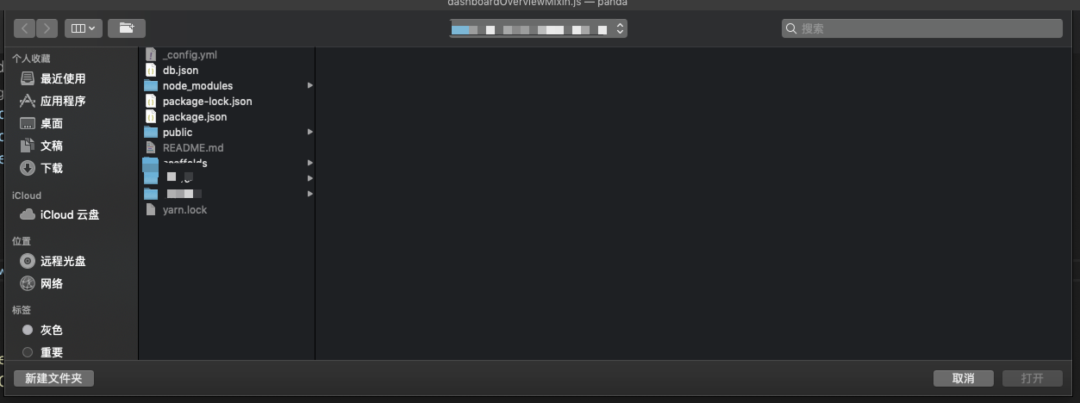 dashboardOverviewMixin.js — panda
搜索
个人收藏
最近使用
应用程序
桌面
文稿
下载
iCloud
iCloud 云盘
位置
远程光盘
网络
标签
灰色
重要
_config.yml
db.json
node_modules
package-lock.json
package.json
public
README.md
scaffolds
yarn.lock
新建文件夹
取消
打开